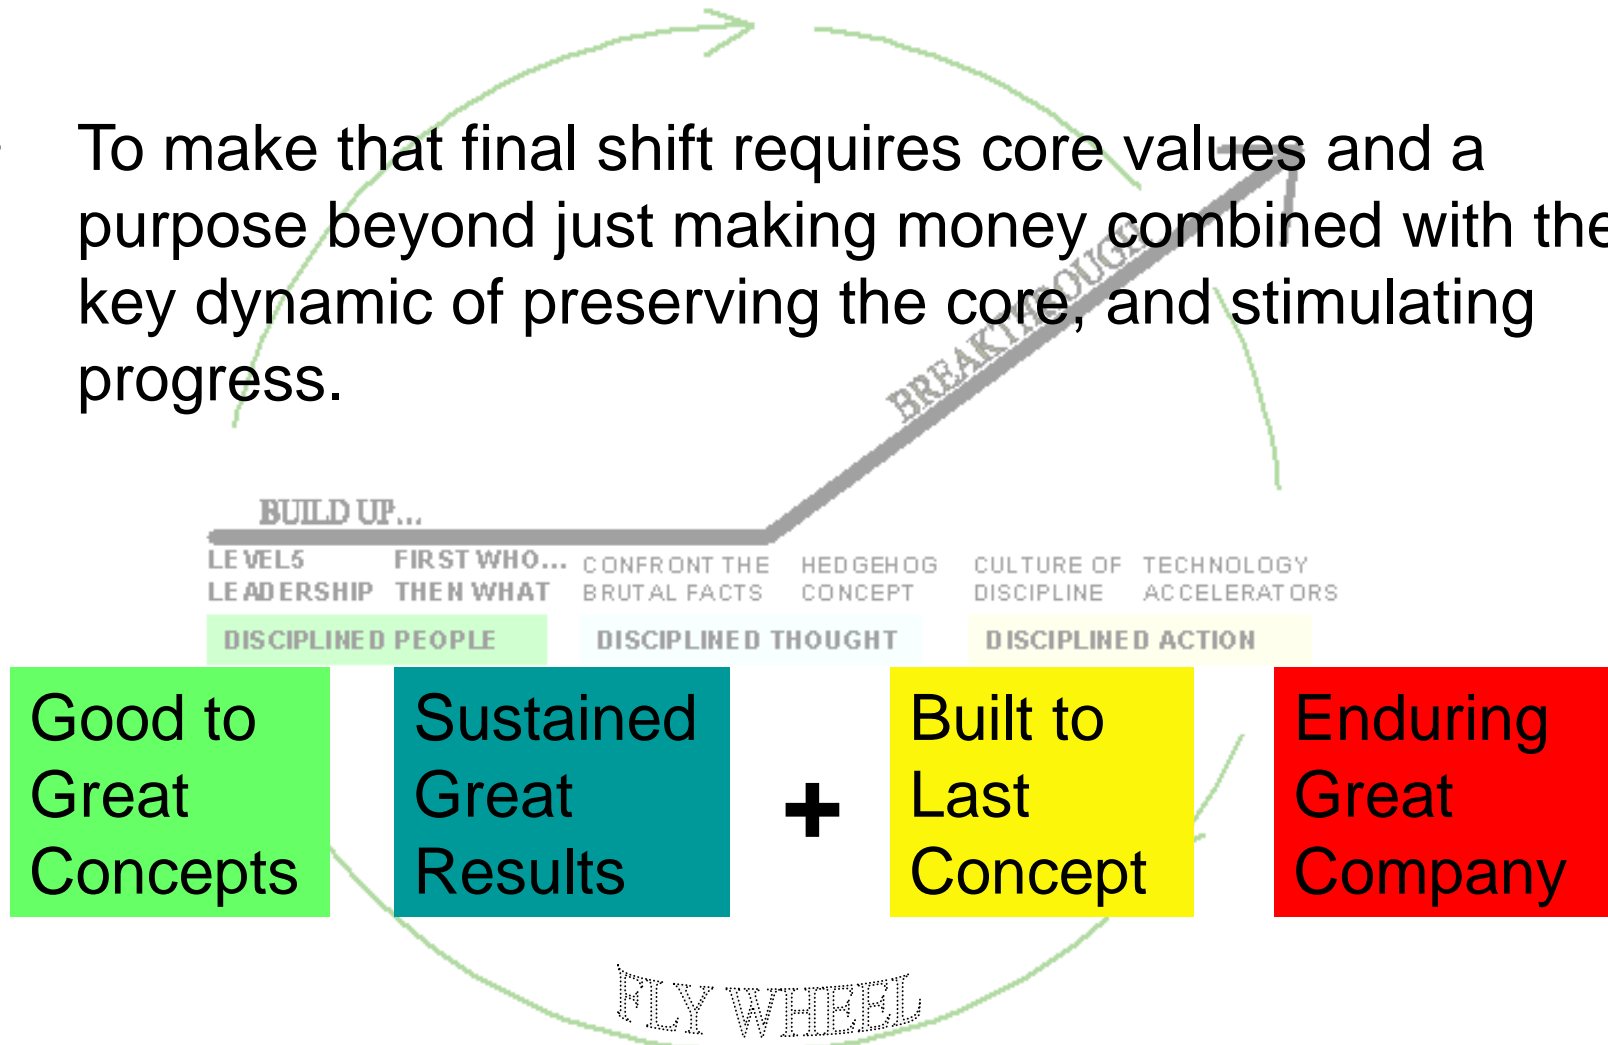 To make that final shift requires core values and a
purpose beyond just making money combined with the
key dynamic of preserving the core, and stimulating
progress.
BREAKTHROUGH
BUILD UP...
LEVEL5 LEADERSHIP
FIRST WHO... THEN WHAT
CONFRONT THE BRUTAL FACTS
HEDGEHOG CONCEPT
CULTURE OF DISCIPLINE
TECHNOLOGY ACCELERATORS
DISCIPLINED PEOPLE
DISCIPLINED THOUGHT
DISCIPLINED ACTION
Good to
Great
Concepts
Sustained
Great
Results
+
Built to
Last
Concept
Enduring
Great
Company
FLY WHEEL